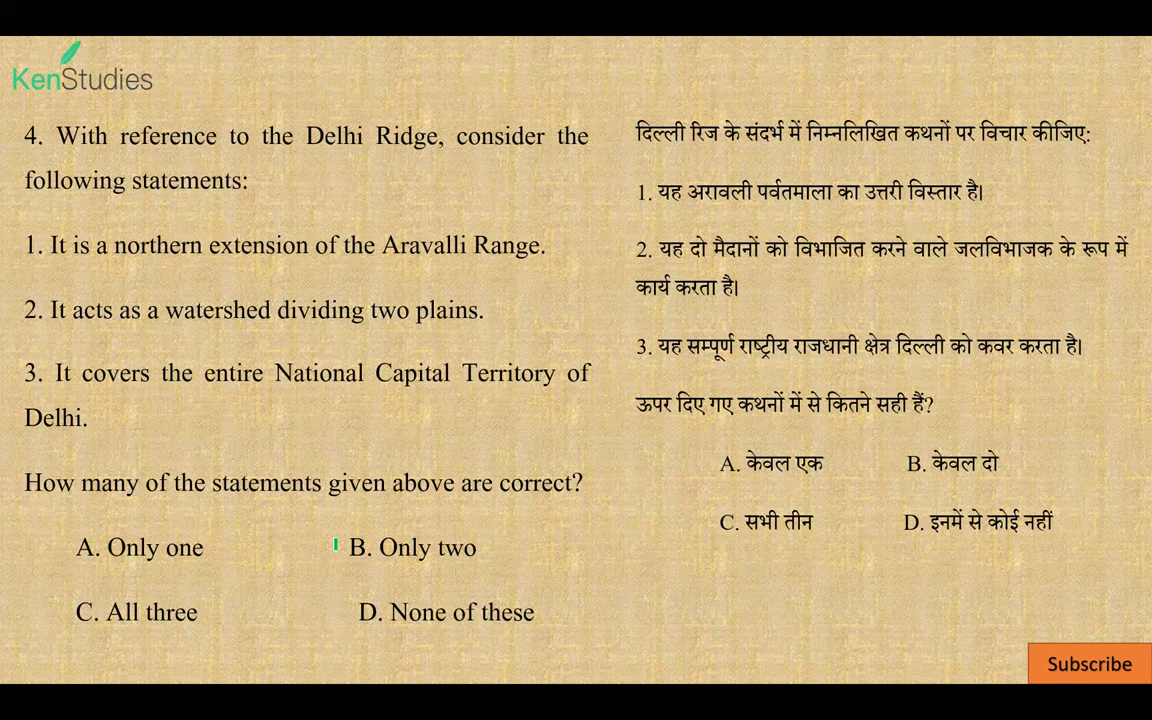 KenStudies
4. With reference to the Delhi Ridge, consider the
following statements:
1. It is a northern extension of the Aravalli Range.
2. It acts as a watershed dividing two plains.
3. It covers the entire National Capital Territory of
Delhi.
How many of the statements given above are correct?
A. Only one B. Only two
C. All three D. None of these
दिल्ली रिज के संदर्भ में निम्नलिखित कथनों पर विचार कीजिए:
1. यह अरावली पर्वतमाला का उत्तरी विस्तार है।
2. यह दो मैदानों को विभाजित करने वाले जलविभाजक के रूप में
कार्य करता है।
3. यह सम्पूर्ण राष्ट्रीय राजधानी क्षेत्र दिल्ली को कवर करता है।
ऊपर दिए गए कथनों में से कितने सही हैं?
A. केवल एक B. केवल दो
C. सभी तीन D. इनमें से कोई नहीं
Subscribe